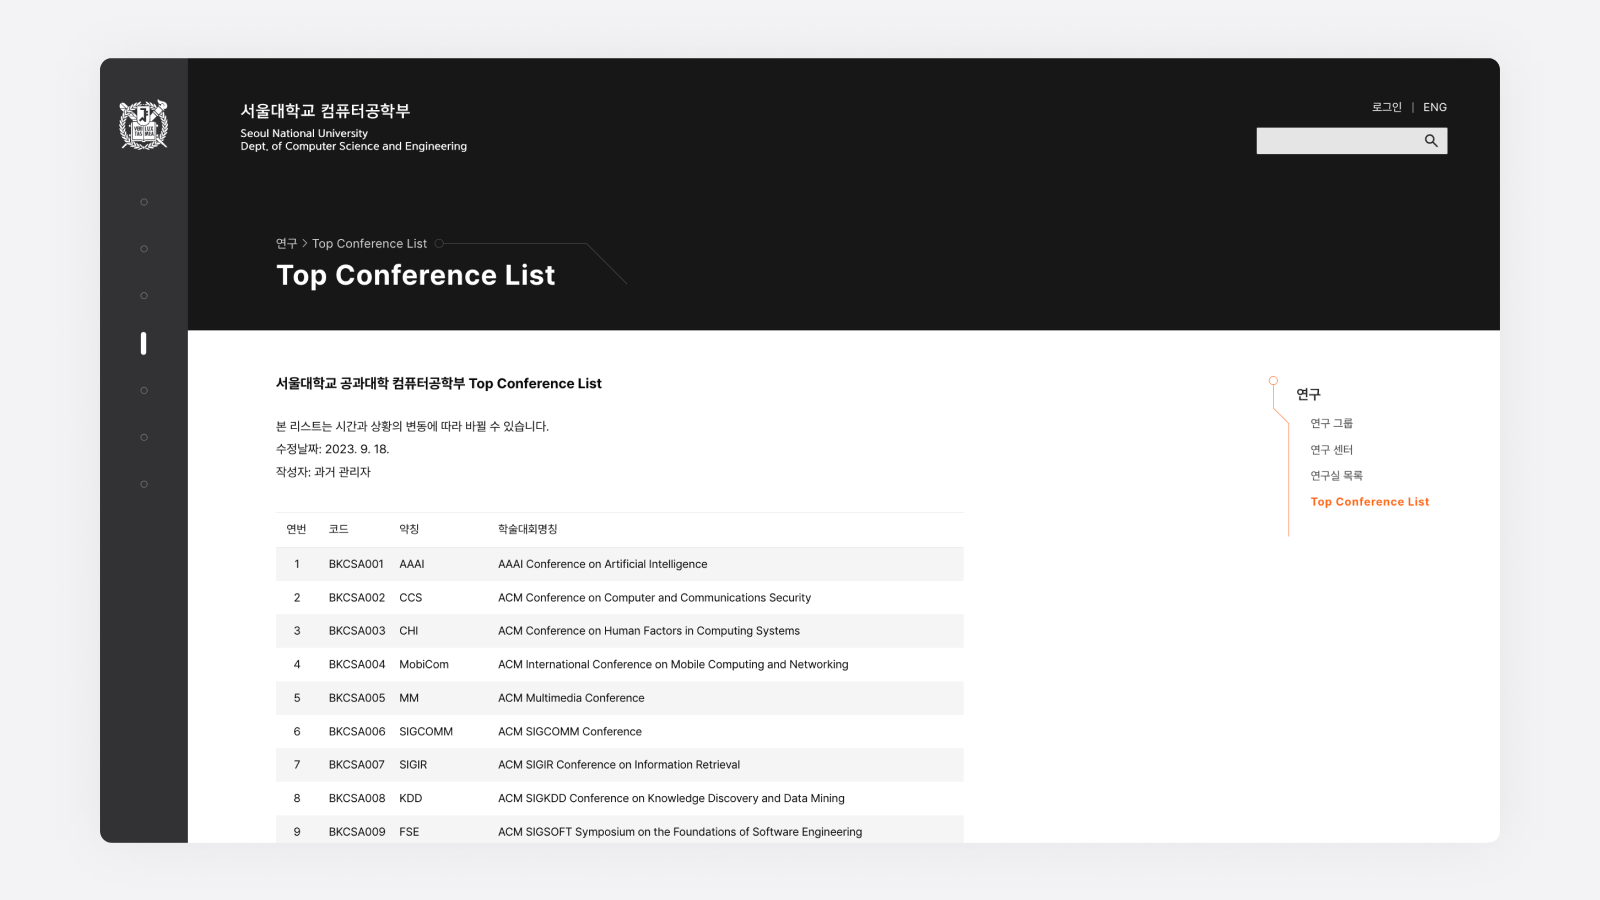 VERI LUX
TAS MEA
서울대학교 컴퓨터공학부
Seoul National University
Dept. of Computer Science and Engineering
로그인 | ENG
연구 > Top Conference List
Top Conference List
서울대학교 공과대학 컴퓨터공학부 Top Conference List
본 리스트는 시간과 상황의 변동에 따라 바뀔 수 있습니다.
수정날짜: 2023. 9. 18.
작성자: 과거 관리자
연번 코드 약칭 학술대회명칭
1 BKCSA001 AAAI AAAI Conference on Artificial Intelligence
2 BKCSA002 CCS ACM Conference on Computer and Communications Security
3 BKCSA003 CHI ACM Conference on Human Factors in Computing Systems
4 BKCSA004 MobiCom ACM International Conference on Mobile Computing and Networking
5 BKCSA005 MM ACM Multimedia Conference
6 BKCSA006 SIGCOMM ACM SIGCOMM Conference
7 BKCSA007 SIGIR ACM SIGIR Conference on Information Retrieval
8 BKCSA008 KDD ACM SIGKDD Conference on Knowledge Discovery and Data Mining
9 BKCSA009 FSE ACM SIGSOFT Symposium on the Foundations of Software Engineering
연구
연구 그룹
연구 센터
연구실 목록
Top Conference List